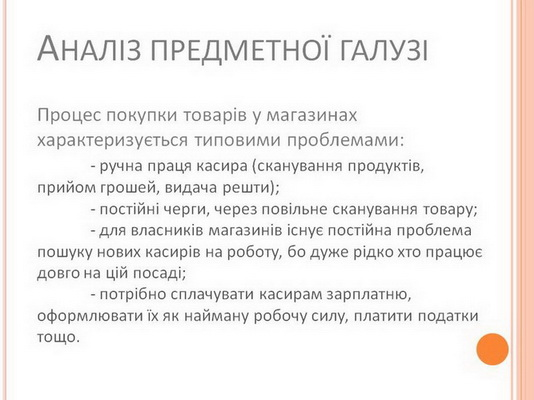 АНАЛІЗ ПРЕДМЕТНОЇ ГАЛУЗІ
Процес покупки товарів у магазинах
характеризується типовими проблемами:
- ручна праця касира (сканування продуктів,
прийом грошей, видача решти);
- постійні черги, через повільне сканування товару;
- для власників магазинів існує постійна проблема
пошуку нових касирів на роботу, бо дуже рідко хто працює
довго на цій посаді;
- потрібно сплачувати касирам зарплатню,
оформлювати їх як найману робочу силу, платити податки
тощо.